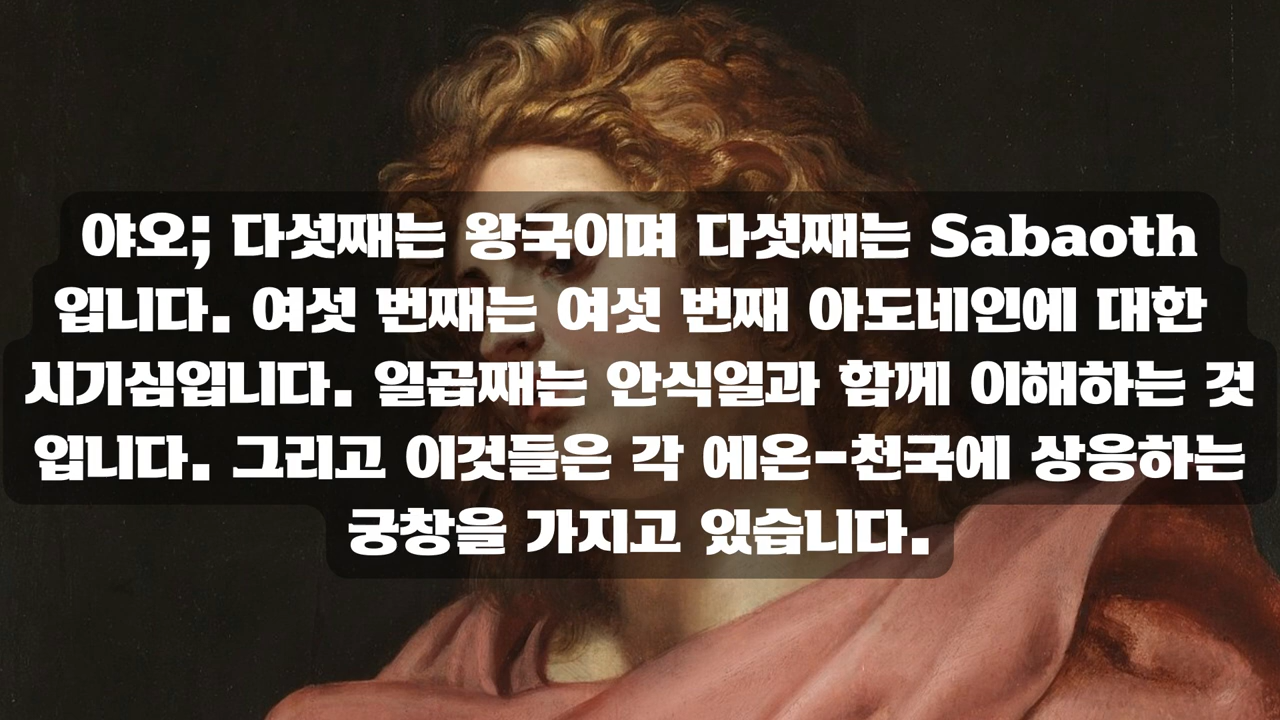 야오; 다섯째는 왕국이며 다섯째는 Sabaoth
입니다. 여섯 번째는 여섯 번째 아도네인에 대한
시기심입니다. 일곱째는 안식일과 함께 이해하는 것
입니다. 그리고 이것들은 각 에온-천국에 상응하는
궁창을 가지고 있습니다.